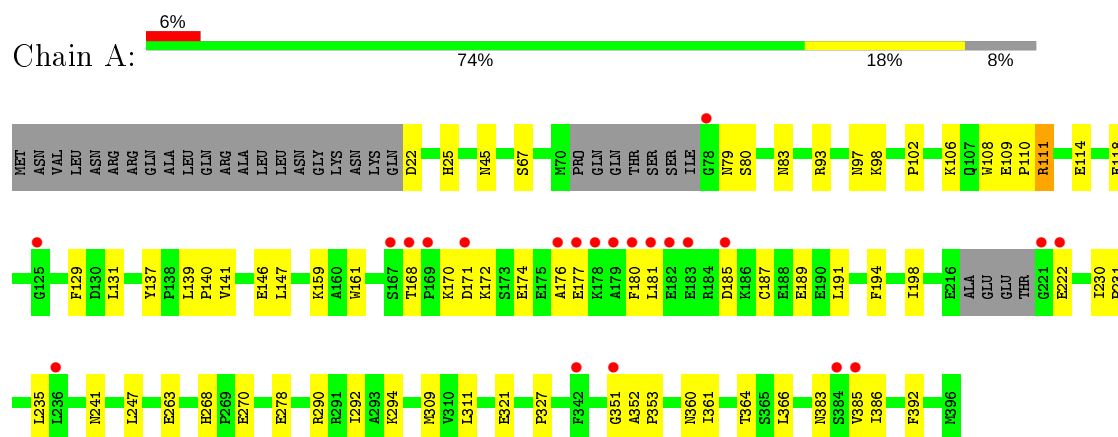 6%
Chain A:
74% 18% 8%
MET ASN VAL LEU ASN ARG ARG GLN ALA LEU GLN ARG ALA LEU LEU ASN GLY LYS ASN LYS GLN D22 H25 N45 S67 M70 PRO GLN GLN THR SER SER ILE G78 N79 S80 N83 R93 N97 K98 P102 K106 Q107 W108 E109 P110 R111 E114
G125 F129 D130 L131 Y137 P138 L139 P140 V141 E146 L147 K159 A160 W161 S167 T168 P169 K170 D171 K172 S173 E174 E175 A176 E177 K178 A179 F180 L181 E182 E183 R184 D185 K186 C187 E188 E189 E190 L191 F194 I198 E216 ALA GLU GLU THR G221 E222 I230
L235 L236 N241 L247 E263 H268 P269 E270 E278 R290 R291 I292 A293 K294 M309 V310 L311 E321 P327 F342 G351 A352 P353 N360 I361 T364 S365 L366 N383 S384 V385 I386 F392 M396